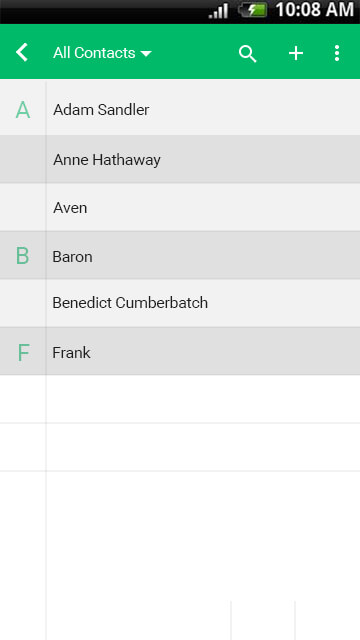 10:08 AM
All Contacts
A
Adam Sandler
Anne Hathaway
Aven
B
Baron
Benedict Cumberbatch
F
Frank